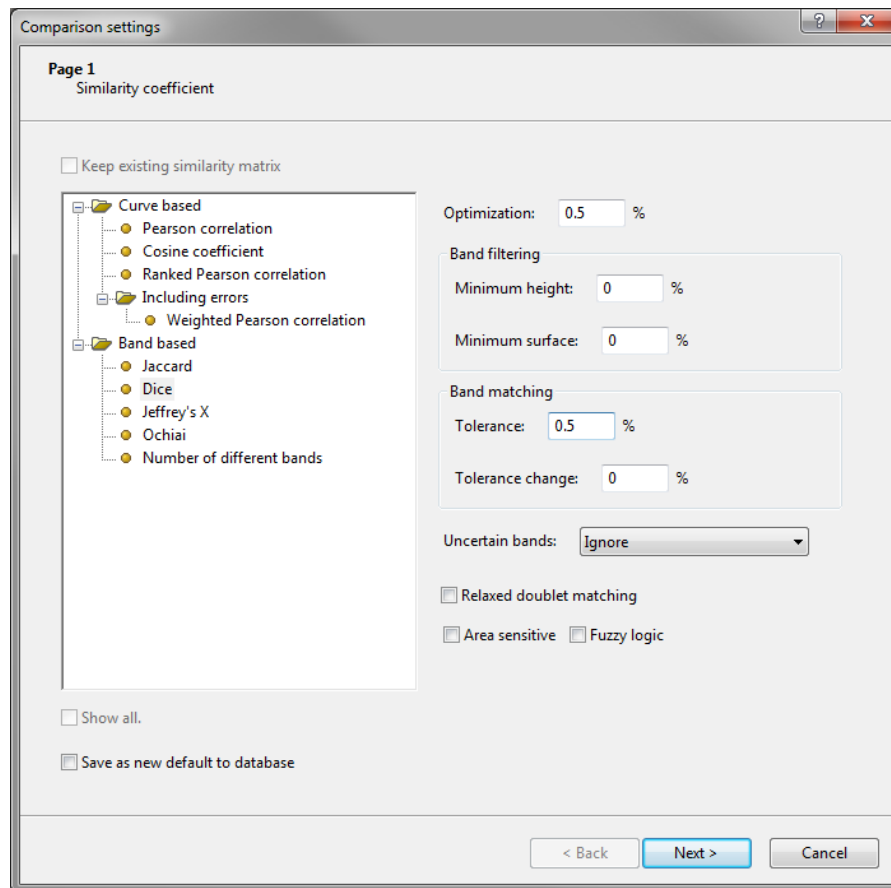 Comparison settings
Page 1
Similarity coefficient
Keep existing similarity matrix
Curve based
Pearson correlation
Cosine coefficient
Ranked Pearson correlation
Including errors
Weighted Pearson correlation
Band based
Jaccard
Dice
Jeffrey's X
Ochiai
Number of different bands
Optimization: 0.5 %
Band filtering
Minimum height: 0 %
Minimum surface: 0 %
Band matching
Tolerance: 0.5 %
Tolerance change: 0 %
Uncertain bands: Ignore
Relaxed doublet matching
Area sensitive Fuzzy logic
Show all.
Save as new default to database
< Back Next > Cancel